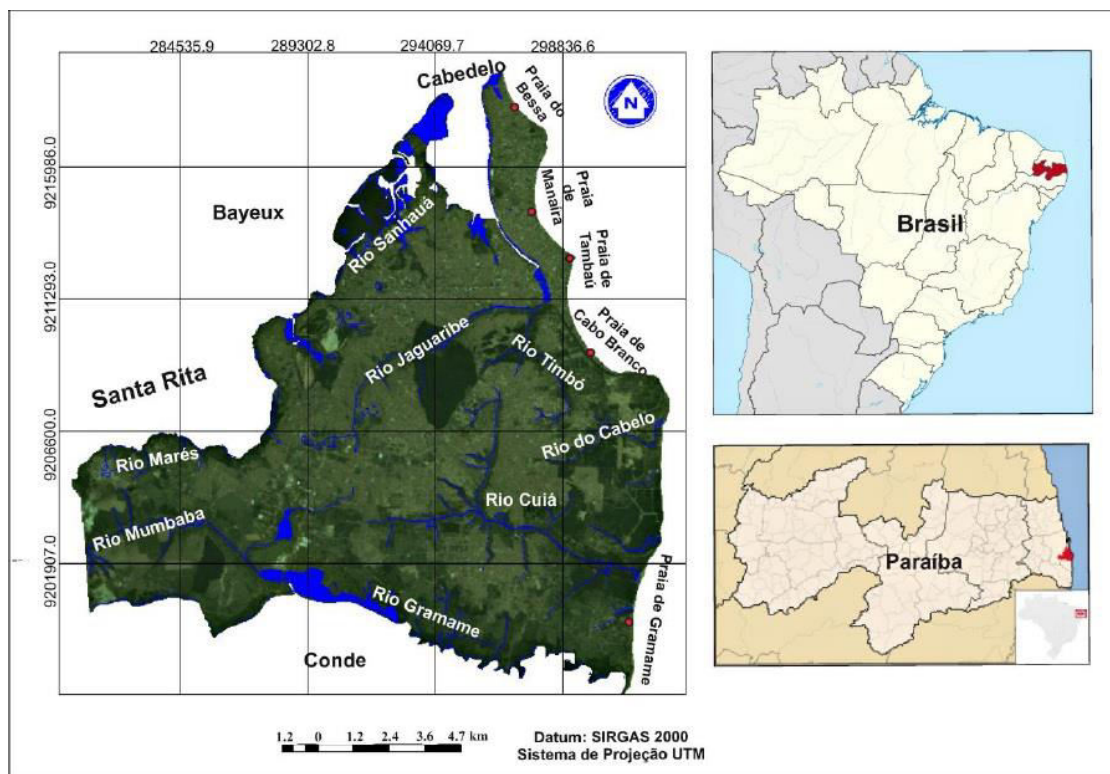 284535.9 289302.8 294069.7 298836.6
Cabedelo
Praia do
Bessa
N
9215986.0
Bayeux
Rio Sanhauá
Praia
de
Manaira
Praia de
Tambaú
9211293.0
Praia de
Cabo Branco
Rio Jaguaribe
Rio Timbó
Santa Rita
Rio do Cabelo
9206600.0
Rio Marés
Rio Cuiá
Rio Mumbaba
9201907.0
Rio Gramame
Praia de Gramame
Conde
1.2 0 1.2 2.4 3.6 4.7 km
Datum: SIRGAS 2000
Sistema de Projeção UTM
Brasil
Paraíba